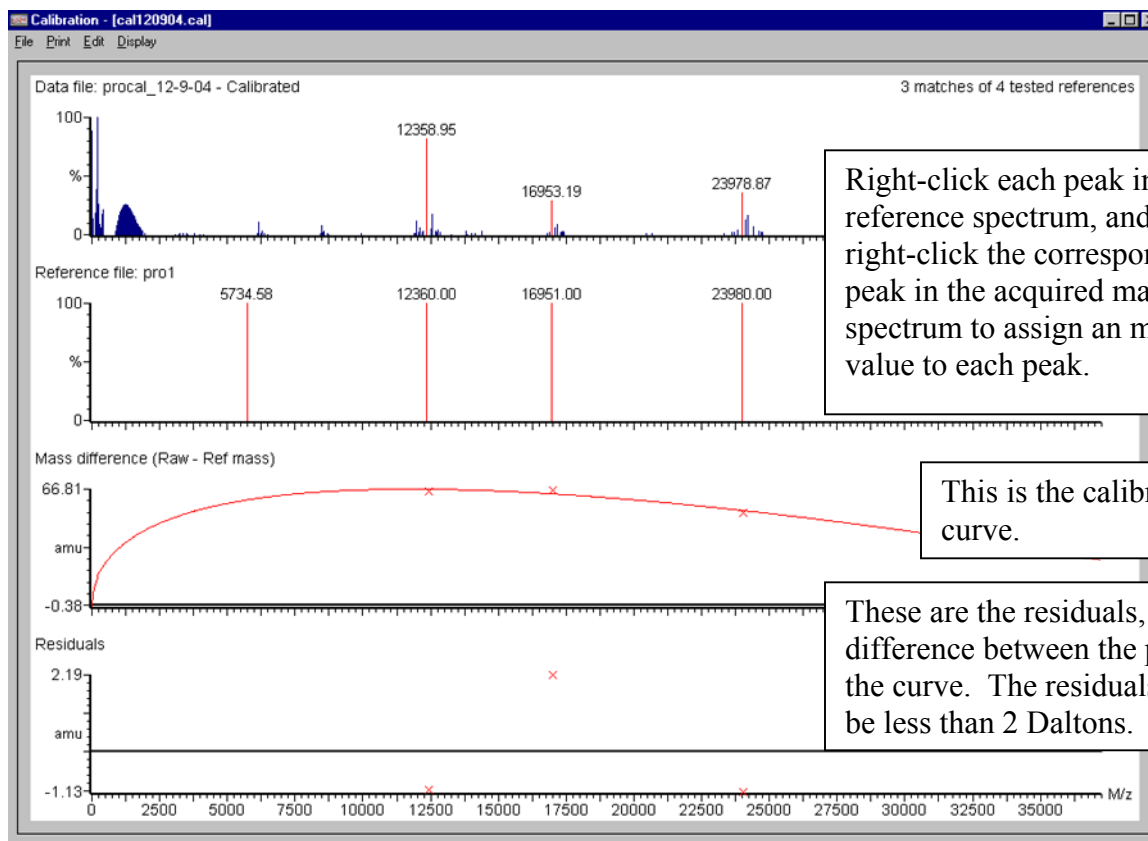 Calibration - [cal120904.cal]
File Print Edit Display
Data file: procal_12-9-04 - Calibrated
3 matches of 4 tested references
100
%
0
12358.95
16953.19
23978.87
Right-click each peak in
reference spectrum, and
right-click the
peak in the acquired
spectrum to assign an
value to each peak.
Reference file: pro1
100
%
0
5734.58
12360.00
16951.00
23980.00
Mass difference (Raw - Ref mass)
66.81
amu
-0.38
This is the
curve.
Residuals
2.19
amu
-1.13
These are the residuals,
difference between the
the curve. The
be less than 2 Daltons.
0 2500 5000 7500 10000 12500 15000 17500 20000 22500 25000 27500 30000 32500 35000
M/z